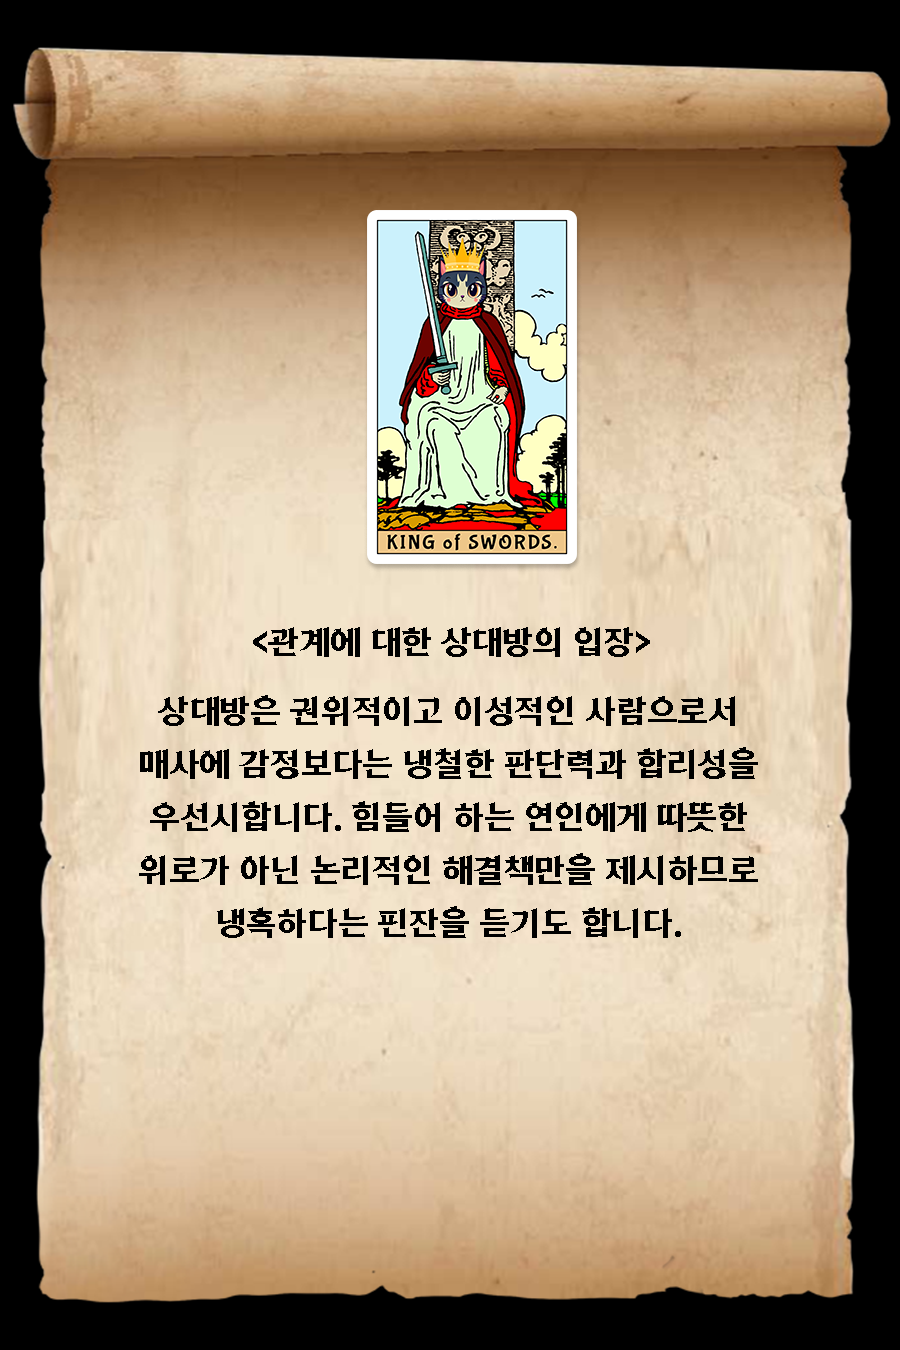 KING of SWORDS.
<관계에 대한 상대방의 입장>
상대방은 권위적이고 이성적인 사람으로서
매사에 감정보다는 냉철한 판단력과 합리성을
우선시합니다. 힘들어 하는 연인에게 따뜻한
위로가 아닌 논리적인 해결책만을 제시하므로
냉혹하다는 핀잔을 듣기도 합니다.